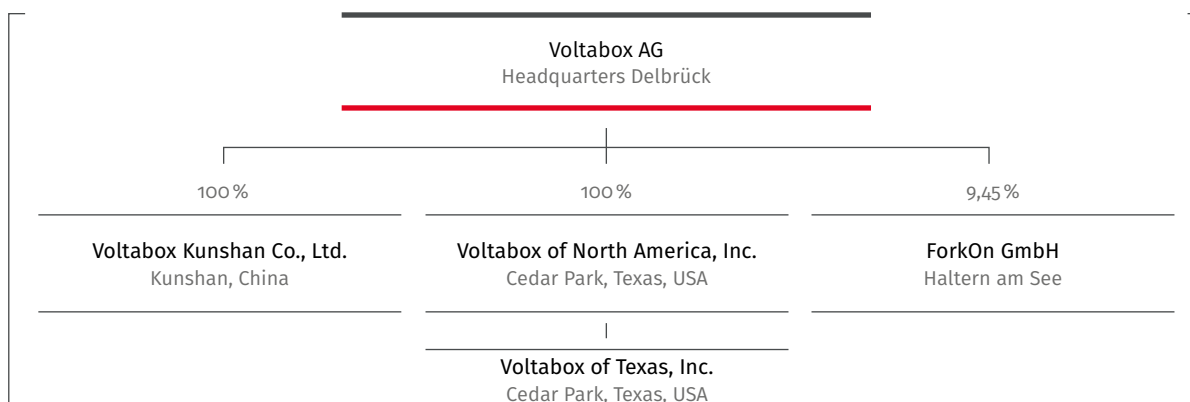 Voltabox AG
Headquarters Delbrück
100 %
100 %
9,45 %
Voltabox Kunshan Co., Ltd.
Kunshan, China
Voltabox of North America, Inc.
Cedar Park, Texas, USA
ForkOn GmbH
Haltern am See
Voltabox of Texas, Inc.
Cedar Park, Texas, USA